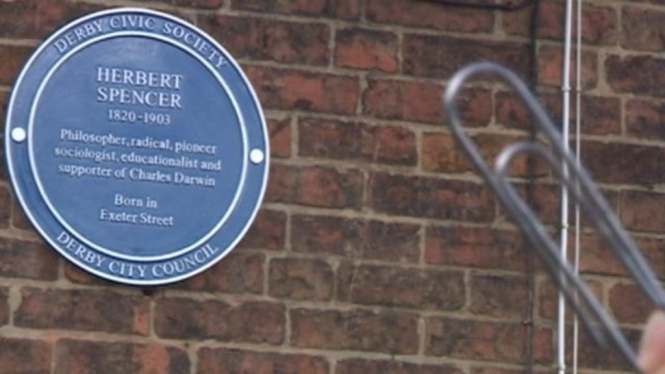 DERBY CIVIC SOCIETY
HERBERT
SPENCER
1820-1903
Philosopher, radical, pioneer
sociologist, educationalist and
supporter of Charles Darwin
Born in
Exeter Street
DERBY CITY COUNCIL